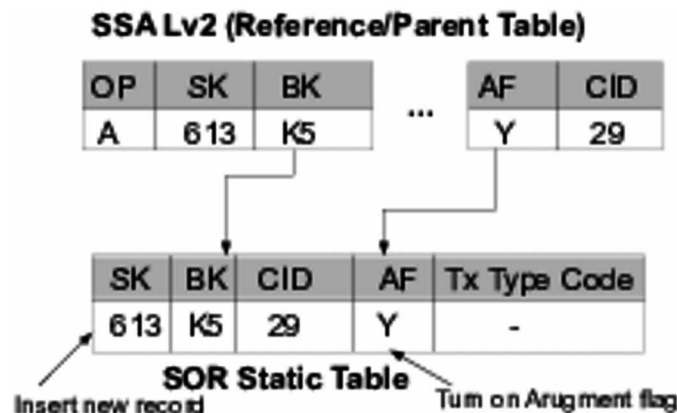 SSA Lv2 (Reference/Parent Table)
OP SK BK ... AF CID
A 613 K5 Y 29
SK BK CID AF Tx Type Code
613 K5 29 Y -
SOR Static Table
Insert new record
Turn on Arugment flag